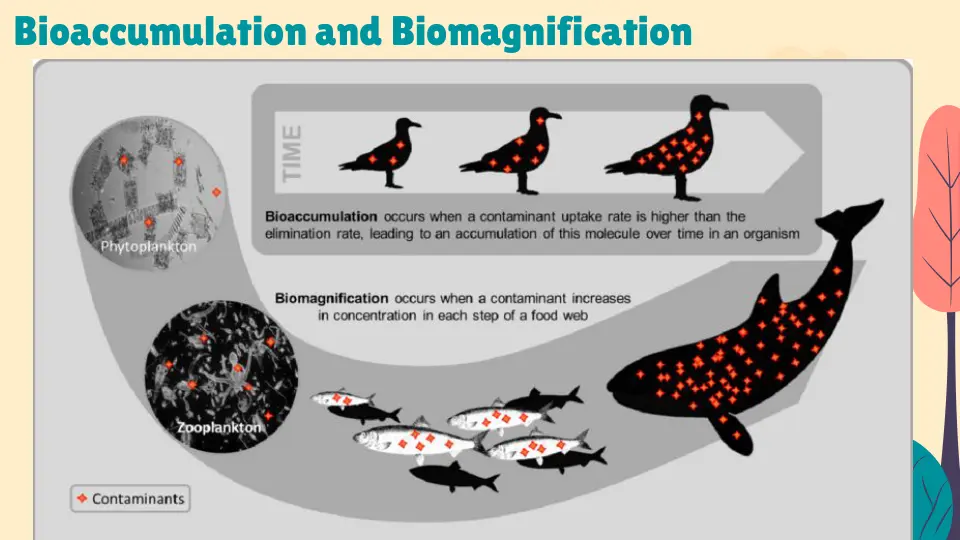 Bioaccumulation and Biomagnification
TIME
Bioaccumulation occurs when a contaminant uptake rate is higher than the
elimination rate, leading to an accumulation of this molecule over time in an organism
Phytoplankton
Biomagnification occurs when a contaminant increases
in concentration in each step of a food web
Zooplankton
Contaminants